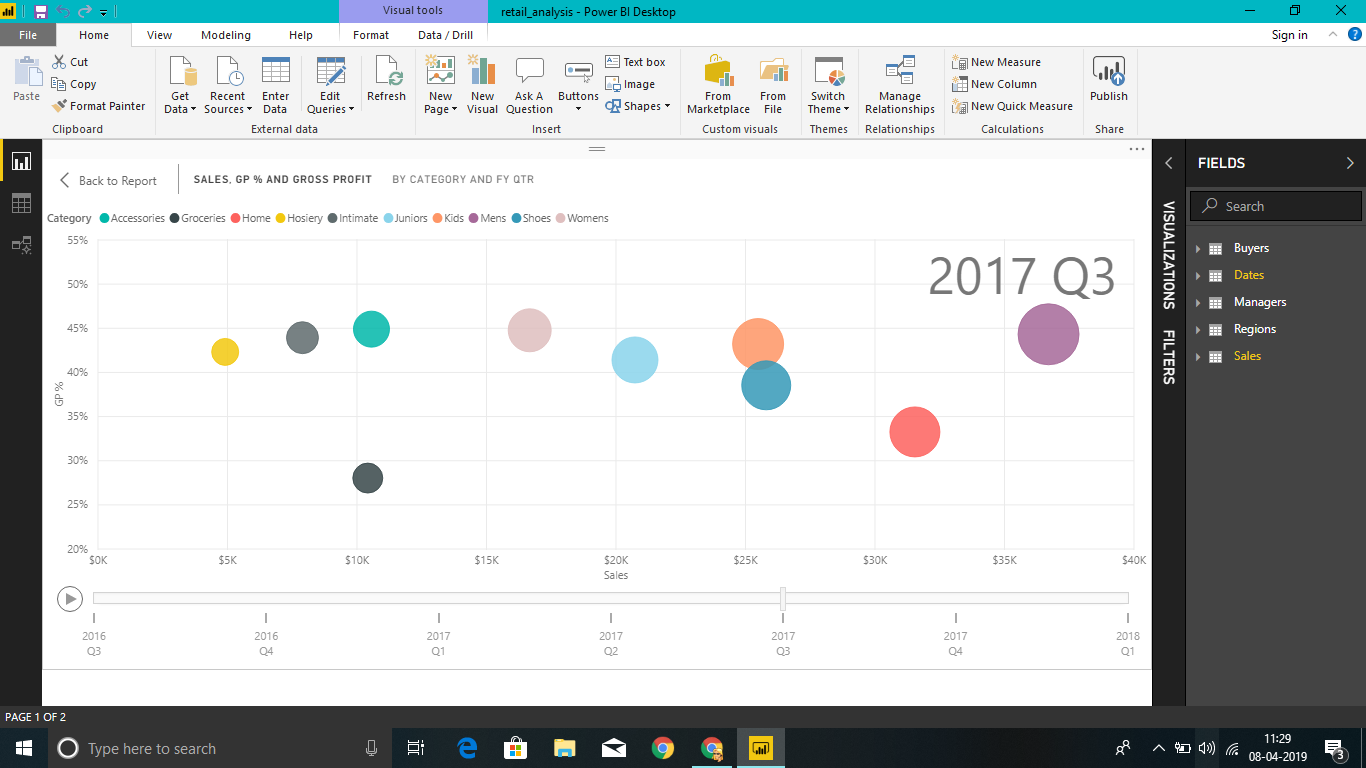 Visual tools
retail_analysis - Power BI Desktop
File Home View Modeling Help Format Data / Drill Sign in
Paste
Cut
Copy
Format Painter
Clipboard
Get Data
Recent Sources
Enter Data
Edit Queries
Refresh
External data
New Page
New Visual
Ask A Question
Buttons
Text box
Image
Shapes
Insert
From Marketplace
From File
Custom visuals
Switch Theme
Themes
Manage Relationships
Relationships
New Measure
New Column
New Quick Measure
Calculations
Publish
Share
Back to Report
SALES, GP % AND GROSS PROFIT BY CATEGORY AND FY QTR
Category Accessories Groceries Home Hosiery Intimate Juniors Kids Mens Shoes Womens
2017 Q3
55%
50%
45%
40%
35%
30%
25%
20%
GP %
$0K $5K $10K $15K $20K $25K $30K $35K $40K
Sales
2016 2016 2017 2017 2017 2017 2018
Q3 Q4 Q1 Q2 Q3 Q4 Q1
VISUALIZATIONS
FILTERS
FIELDS
Search
Buyers
Dates
Managers
Regions
Sales
PAGE 1 OF 2
Type here to search
11:29
08-04-2019
3